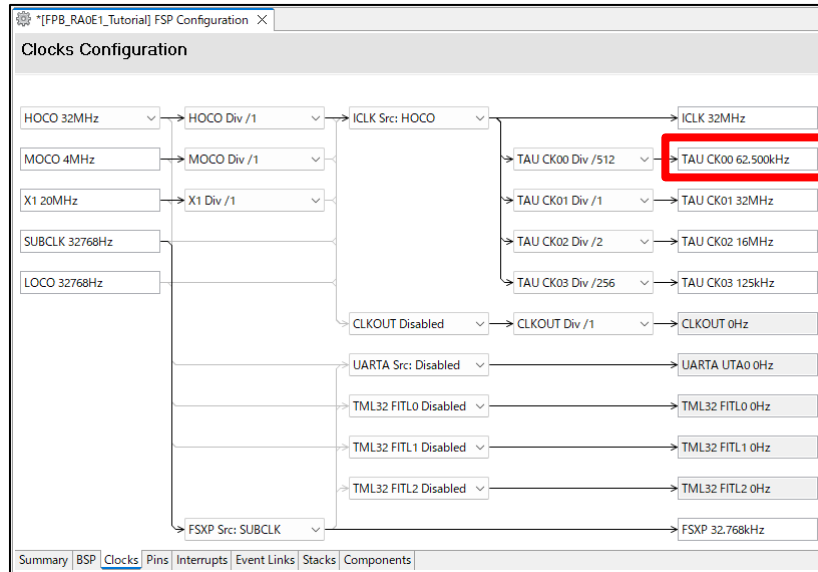 *[FPB_RA0E1_Tutorial] FSP Configuration
Clocks Configuration
HOCO 32MHz HOCO Div /1 ICLK Src: HOCO ICLK 32MHz
MOCO 4MHz MOCO Div /1 TAU CK00 Div /512 TAU CK00 62.500kHz
X1 20MHz X1 Div /1 TAU CK01 Div /1 TAU CK01 32MHz
SUBCLK 32768Hz TAU CK02 Div /2 TAU CK02 16MHz
LOCO 32768Hz TAU CK03 Div /256 TAU CK03 125kHz
CLKOUT Disabled CLKOUT Div /1 CLKOUT 0Hz
UARTA Src: Disabled UARTA UTA0 0Hz
TML32 FITL0 Disabled TML32 FITL0 0Hz
TML32 FITL1 Disabled TML32 FITL1 0Hz
TML32 FITL2 Disabled TML32 FITL2 0Hz
FSXP Src: SUBCLK FSXP 32.768kHz
Summary BSP Clocks Pins Interrupts Event Links Stacks Components